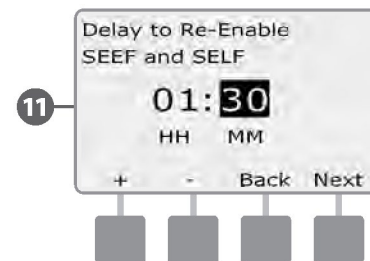 Delay to Re-Enable
SEEF and SELF
11
01:30
HH MM
+ - Back Next